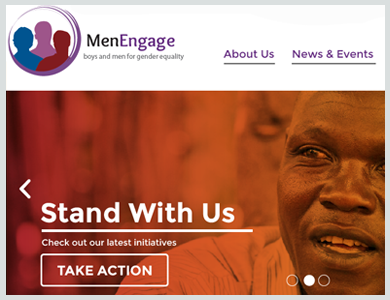 MenEngage
boys and men for gender equality
About Us
News & Events
Stand With Us
Check out our latest initiatives
TAKE ACTION